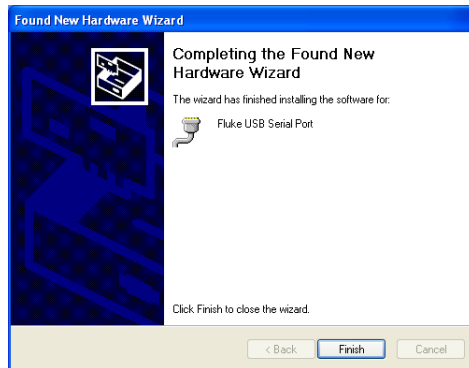 Found New Hardware Wizard
Completing the Found New
Hardware Wizard
The wizard has finished installing the software for:
Fluke USB Serial Port
Click Finish to close the wizard.
< Back
Finish
Cancel